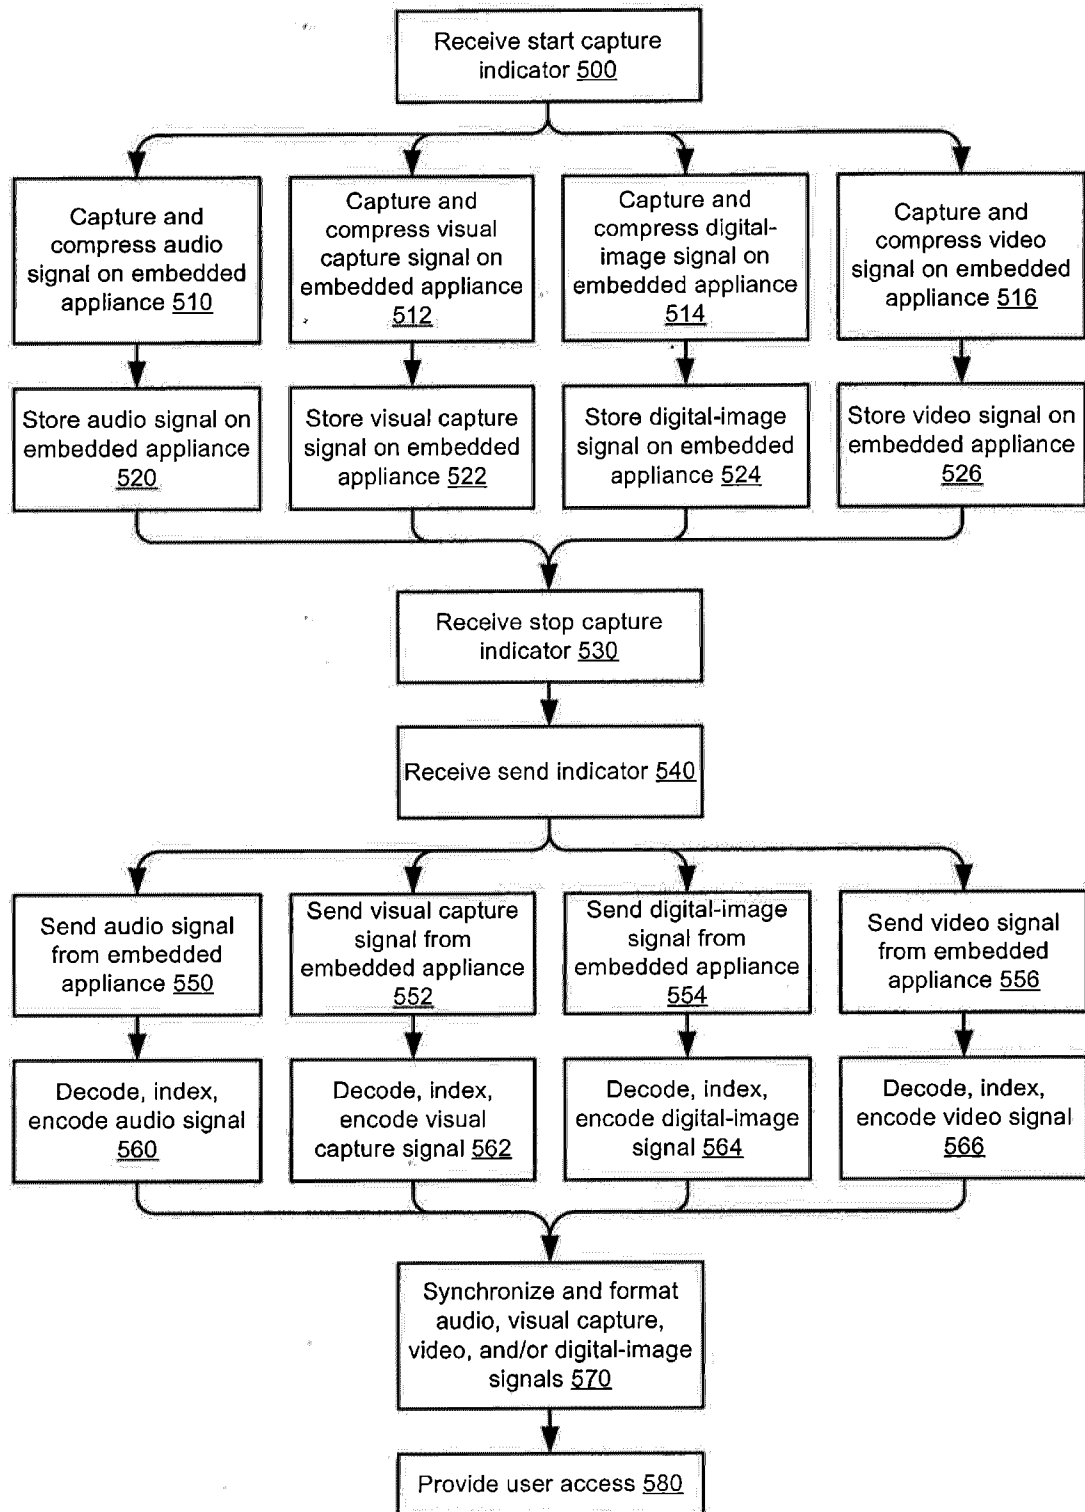 Receive start capture
indicator 500
Capture and
compress audio
signal on embedded
appliance 510
Capture and
compress visual
capture signal on
embedded appliance
512
Capture and
compress digital-
image signal on
embedded appliance
514
Capture and
compress video
signal on embedded
appliance 516
Store audio signal on
embedded appliance
520
Store visual capture
signal on embedded
appliance 522
Store digital-image
signal on embedded
appliance 524
Store video signal on
embedded appliance
526
Receive stop capture
indicator 530
Receive send indicator 540
Send audio signal
from embedded
appliance 550
Send visual capture
signal from
embedded appliance
552
Send digital-image
signal from
embedded appliance
554
Send video signal
from embedded
appliance 556
Decode, index,
encode audio signal
560
Decode, index,
encode visual
capture signal 562
Decode, index,
encode digital-image
signal 564
Decode, index,
encode video signal
566
Synchronize and format
audio, visual capture,
video, and/or digital-image
signals 570
Provide user access 580